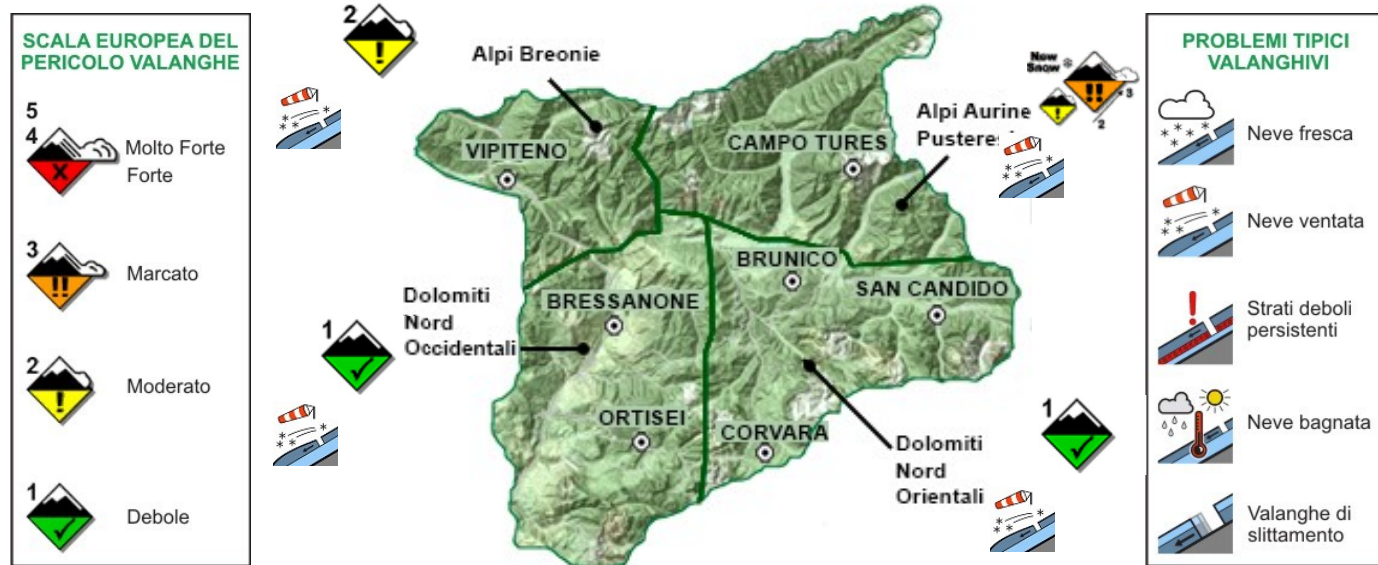 SCALA EUROPEA DEL
PERICOLO VALANGHE
5
4
Molto Forte
Forte
3
Marcato
2
Moderato
1
Debole
2
Alpi Breonie
VIPITENO
CAMPO TURES
Alpi Aurine
Pusteres
New
Snow
3
2
BRUNICO
SAN CANDIDO
BRESSANONE
Dolomiti
Nord
Occidentali
1
ORTISEI
CORVARA
Dolomiti
Nord
Orientali
1
PROBLEMI TIPICI
VALANGHIVI
Neve fresca
Neve ventata
Strati deboli
persistenti
Neve bagnata
Valanghe di
slittamento